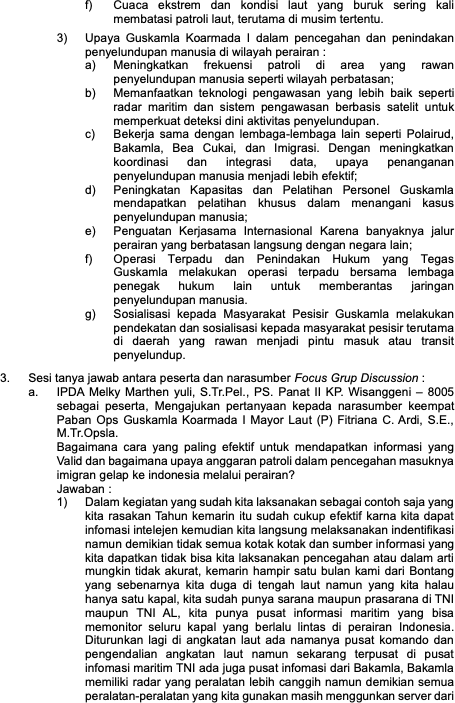 f) Cuaca ekstrem dan kondisi laut yang buruk sering kali
membatasi patroli laut, terutama di musim tertentu.
3) Upaya Guskamla Koarmada I dalam pencegahan dan penindakan
penyelundupan manusia di wilayah perairan :
a) Meningkatkan frekuensi patroli di area yang rawan
penyelundupan manusia seperti wilayah perbatasan;
b) Memanfaatkan teknologi pengawasan yang lebih baik seperti
radar maritim dan sistem pengawasan berbasis satelit untuk
memperkuat deteksi dini aktivitas penyelundupan.
c) Bekerja sama dengan lembaga-lembaga lain seperti Polairud,
Bakamla, Bea Cukai, dan Imigrasi. Dengan meningkatkan
koordinasi dan integrasi data, upaya penanganan
penyelundupan manusia menjadi lebih efektif;
d) Peningkatan Kapasitas dan Pelatihan Personel Guskamla
mendapatkan pelatihan khusus dalam menangani kasus
penyelundupan manusia;
e) Penguatan Kerjasama Internasional Karena banyaknya jalur
perairan yang berbatasan langsung dengan negara lain;
f) Operasi Terpadu dan Penindakan Hukum yang Tegas
Guskamla melakukan operasi terpadu bersama lembaga
penegak hukum lain untuk memberantas jaringan
penyelundupan manusia.
g) Sosialisasi kepada Masyarakat Pesisir Guskamla melakukan
pendekatan dan sosialisasi kepada masyarakat pesisir terutama
di daerah yang rawan menjadi pintu masuk atau transit
penyelundup.
3. Sesi tanya jawab antara peserta dan narasumber Focus Grup Discussion :
a. IPDA Melky Marthen yuli, S.Tr.Pel., PS. Panat II KP. Wisanggeni – 8005
sebagai peserta, Mengajukan pertanyaan kepada narasumber keempat
Paban Ops Guskamla Koarmada I Mayor Laut (P) Fitriana C. Ardi, S.E.,
M.Tr.Opsla.
Bagaimana cara yang paling efektif untuk mendapatkan informasi yang
Valid dan bagaimana upaya anggaran patroli dalam pencegahan masuknya
imigran gelap ke indonesia melalui perairan?
Jawaban :
1) Dalam kegiatan yang sudah kita laksanakan sebagai contoh saja yang
kita rasakan Tahun kemarin itu sudah cukup efektif karna kita dapat
infomasi intelejen kemudian kita langsung melaksanakan indentifikasi
namun demikian tidak semua kotak kotak dan sumber informasi yang
kita dapatkan tidak bisa kita laksanakan pencegahan atau dalam arti
mungkin tidak akurat, kemarin hampir satu bulan kami dari Bontang
yang sebenarnya kita duga di tengah laut namun yang kita halau
hanya satu kapal, kita sudah punya sarana maupun prasarana di TNI
maupun TNI AL, kita punya pusat informasi maritim yang bisa
memonitor seluru kapal yang berlalu lintas di perairan Indonesia.
Diturunkan lagi di angkatan laut ada namanya pusat komando dan
pengendalian angkatan laut namun sekarang terpusat di pusat
infomasi maritim TNI ada juga pusat infomasi dari Bakamla, Bakamla
memiliki radar yang peralatan lebih canggih namun demikian semua
peralatan-peralatan yang kita gunakan masih menggunkan server dari